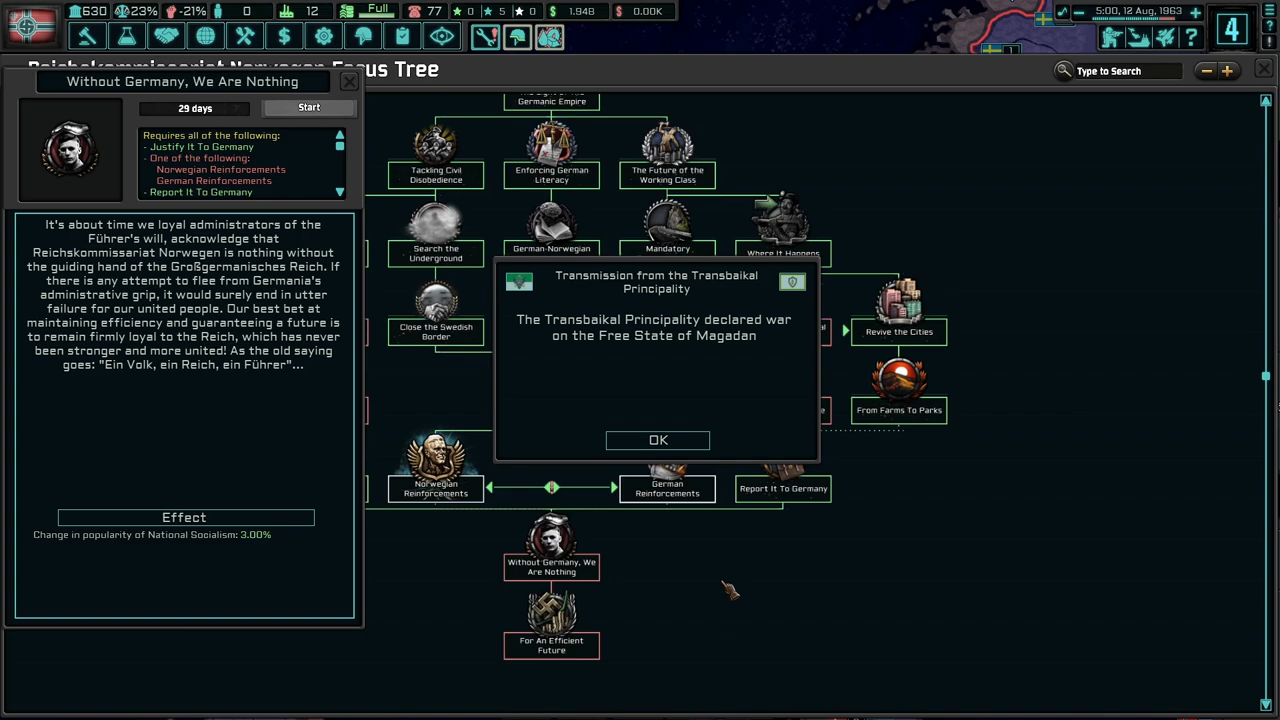 630
23%
-21%
0
12
Full
77
0
5
0
1.94B
0.00K
5:00, 12 Aug, 1963
4
Focus Tree
Type to Search
Without Germany, We Are Nothing
29 days
Start
Requires all of the following:
- Justify It To Germany
- One of the following:
Norwegian Reinforcements
German Reinforcements
- Report It To Germany
It's about time we loyal administrators of the
Führer's will, acknowledge that
Reichskommissariat Norwegen is nothing without
the guiding hand of the Großgermanisches Reich. If
there is any attempt to flee from Germania's
administrative grip, it would surely end in utter
failure for our united people. Our best bet at
maintaining efficiency and guaranteeing a future is
to remain firmly loyal to the Reich, which has never
been stronger and more united! As the old saying
goes: "Ein Volk, ein Reich, ein Führer"...
Effect
Change in popularity of National Socialism: 3.00%
Germanic Empire
Tackling Civil
Disobedience
Enforcing German
Literacy
The Future of the
Working Class
Search the
Underground
German-Norwegian
Mandatory
Where It Happens
Transmission from the Transbaikal
Principality
The Transbaikal Principality declared war
on the Free State of Magadan
OK
Close the Swedish
Border
Revive the Cities
From Farms To Parks
Norwegian
Reinforcements
German
Reinforcements
Report It To Germany
Without Germany, We
Are Nothing
For An Efficient
Future